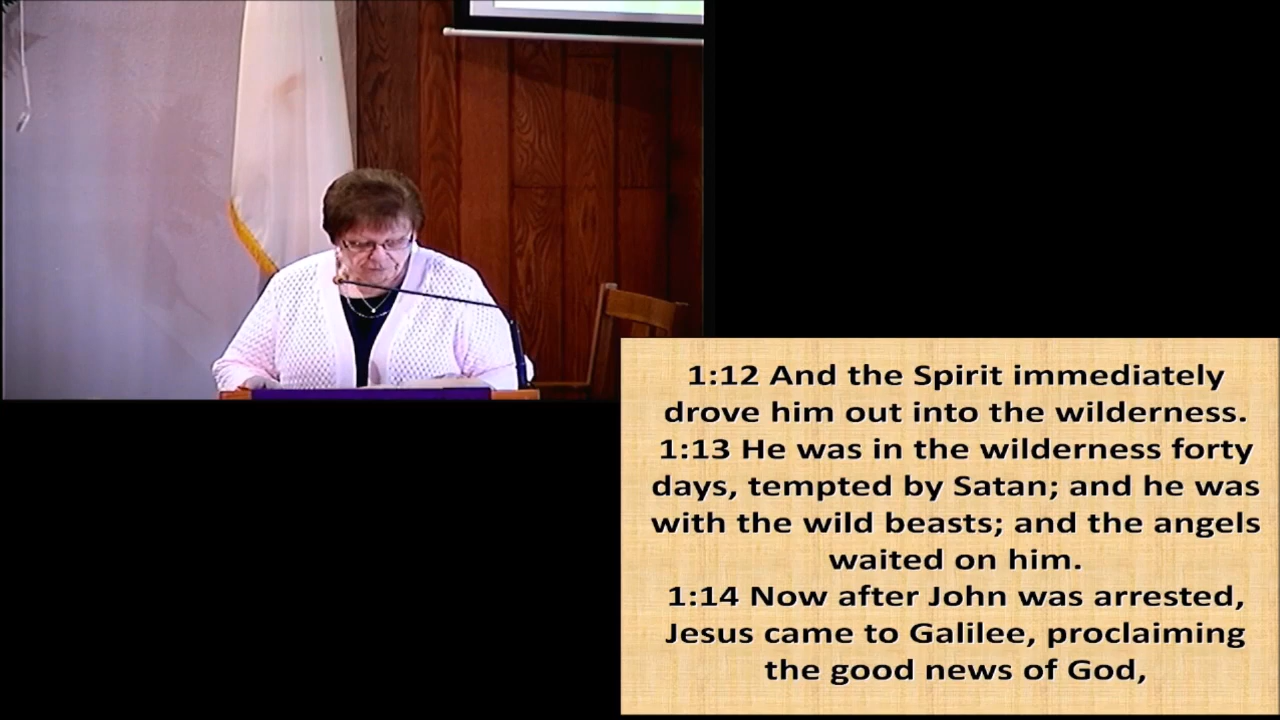 1:12 And the Spirit immediately
drove him out into the wilderness.
1:13 He was in the wilderness forty
days, tempted by Satan; and he was
with the wild beasts; and the angels
waited on him.
1:14 Now after John was arrested,
Jesus came to Galilee, proclaiming
the good news of God,